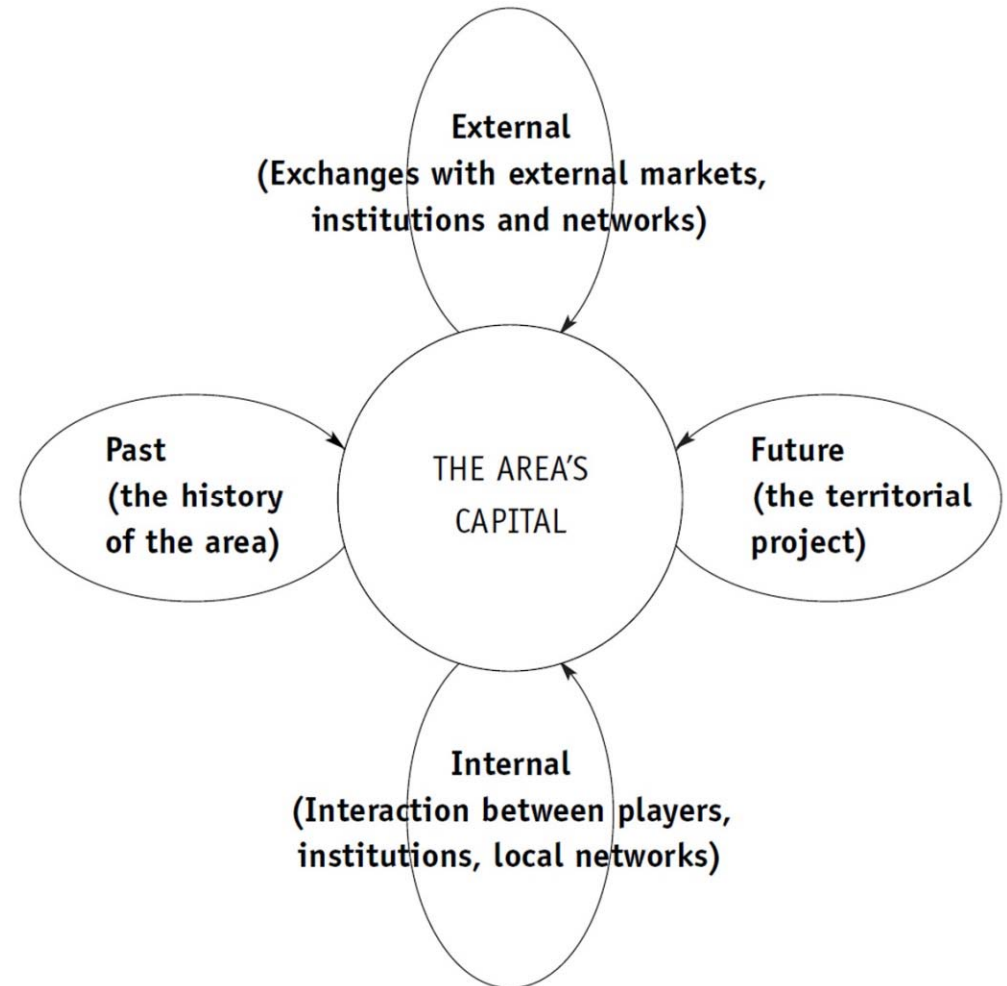 External
(Exchanges with external markets,
institutions and networks)
Past
(the history
of the area)
THE AREA'S
CAPITAL
Future
(the territorial
project)
Internal
(Interaction between players,
institutions, local networks)